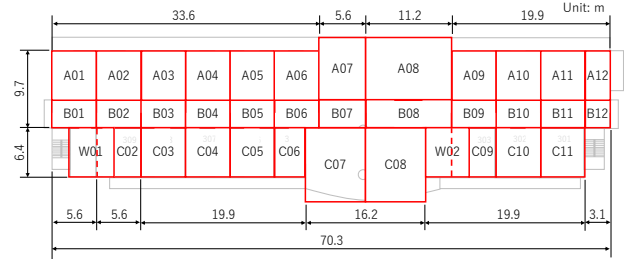 Unit: m
33.6 5.6 11.2 19.9
A01 A02 A03 A04 A05 A06 A07 A08 A09 A10 A11 A12
9.7
B01 B02 B03 B04 B05 B06 B07 B08 B09 B10 B11 B12
W01 C02 C03 C04 C05 C06 C07 C08 W02 C09 C10 C11
6.4
5.6 5.6 19.9 16.2 19.9 3.1
70.3